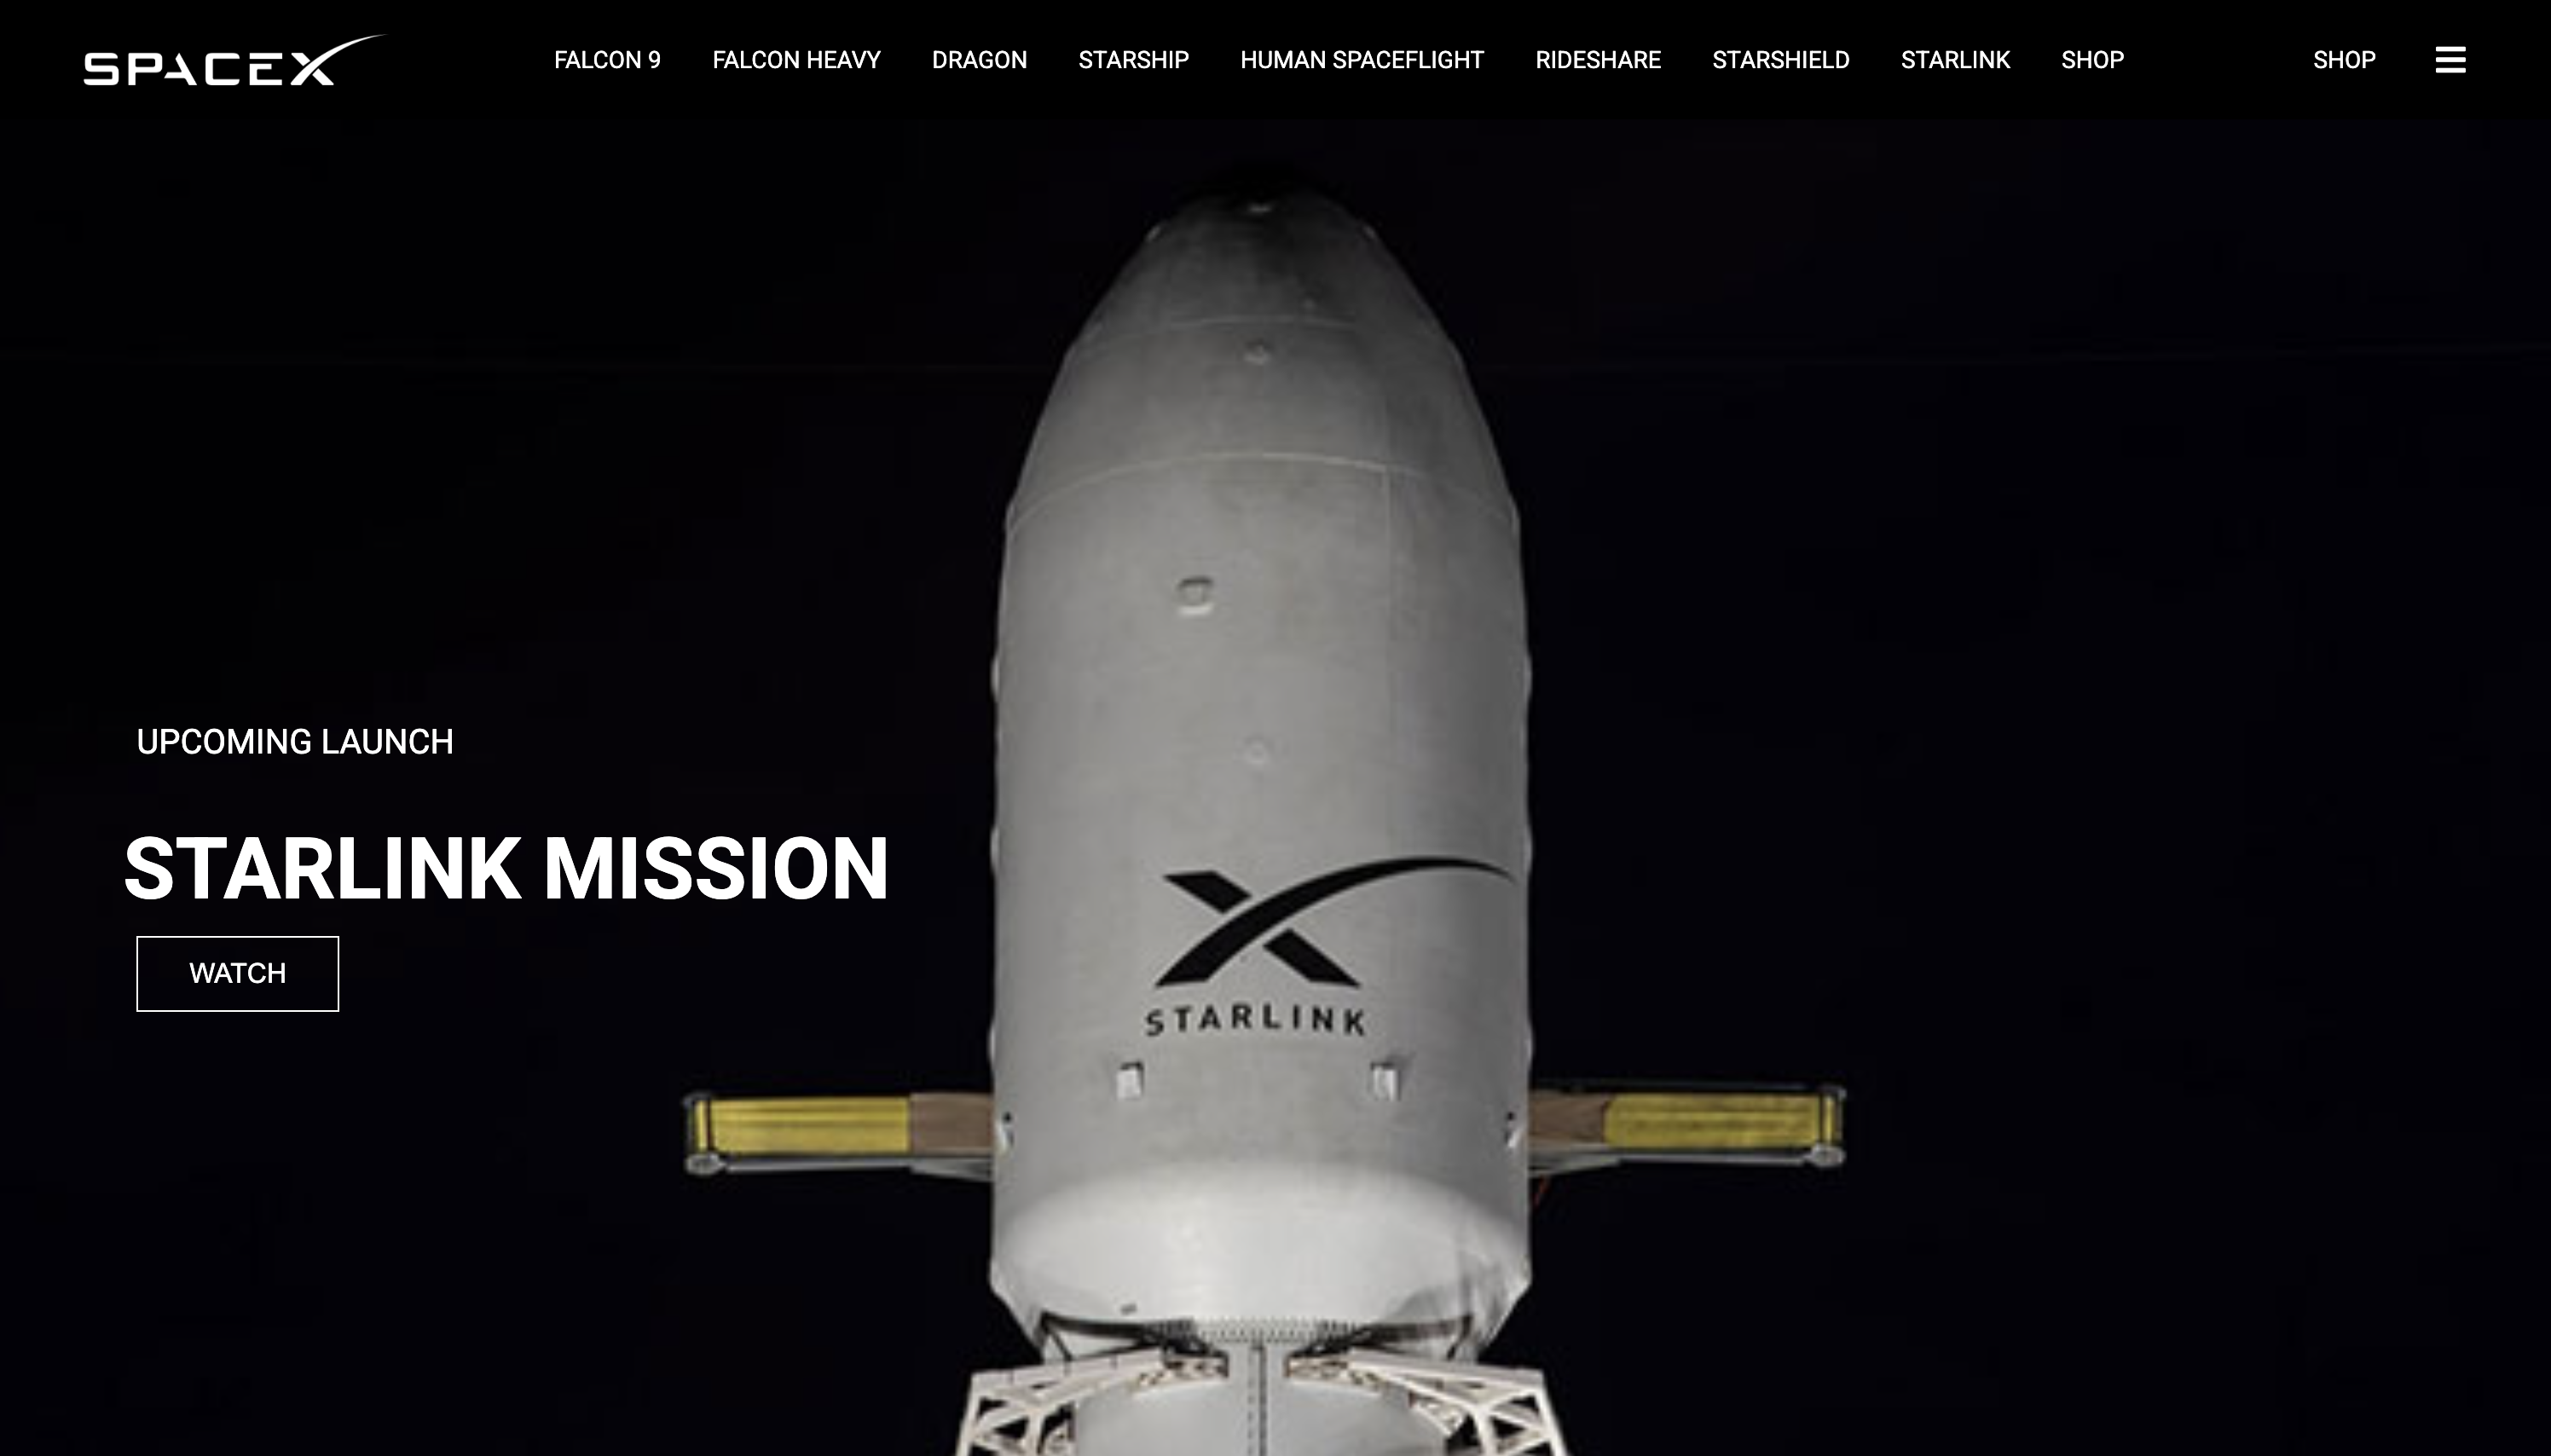 SPACEX FALCON 9 FALCON HEAVY DRAGON STARSHIP HUMAN SPACEFLIGHT RIDESHARE STARSHIELD STARLINK SHOP SHOP
UPCOMING LAUNCH
STARLINK MISSION
WATCH
X
STARLINK